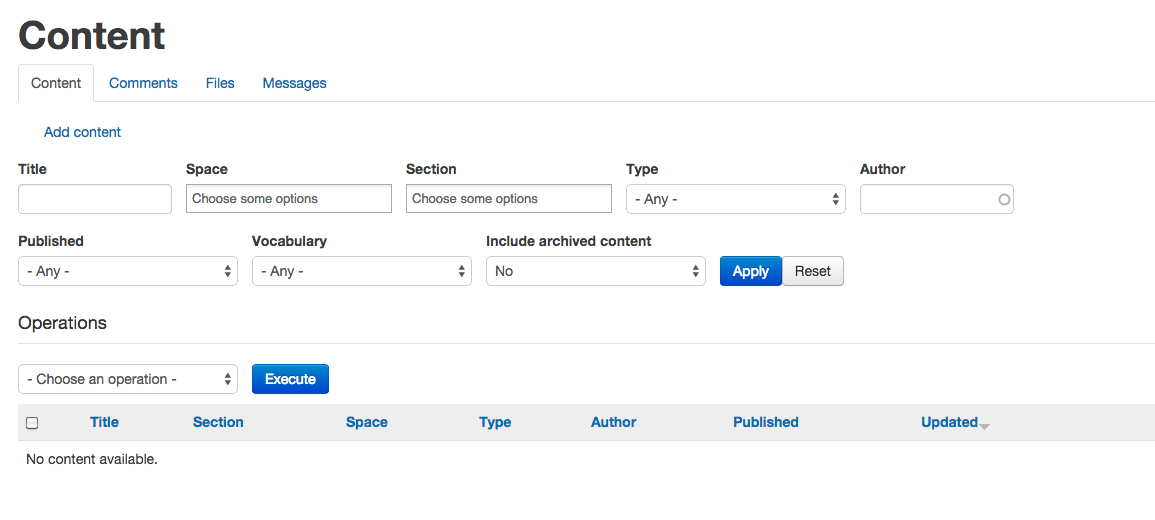 Content
Content Comments Files Messages
Add content
Title Space Section Type Author
Choose some options Choose some options - Any -
Published Vocabulary Include archived content
- Any - - Any - No Apply Reset
Operations
- Choose an operation - Execute
Title Section Space Type Author Published Updated
No content available.